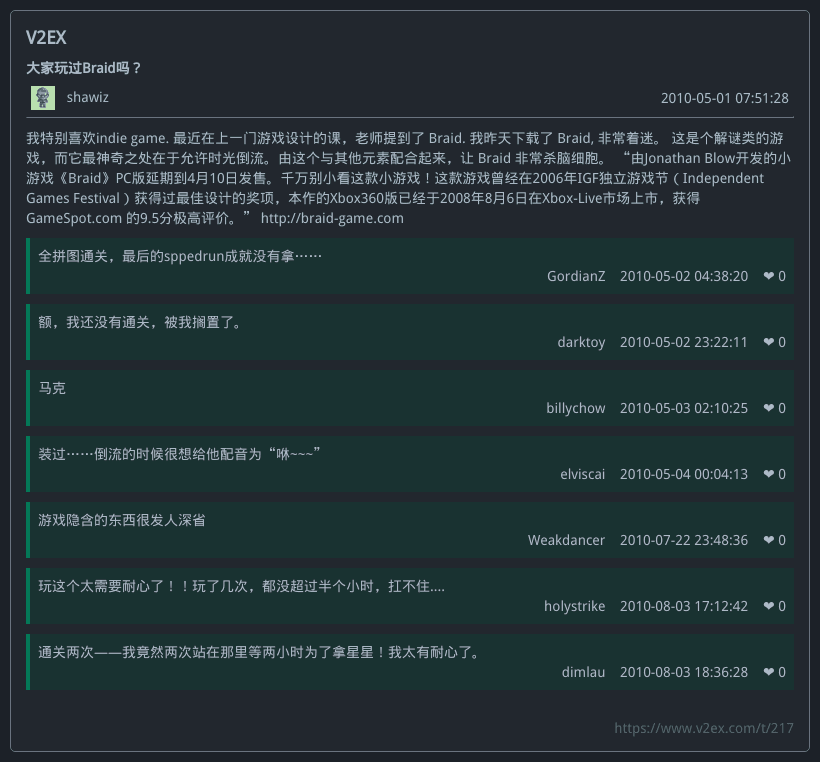 V2EX
大家玩过Braid吗？
shawiz 2010-05-01 07:51:28
我特别喜欢indie game. 最近在上一门游戏设计的课，老师提到了 Braid. 我昨天下载了 Braid, 非常着迷。 这是个解谜类的游
戏，而它最神奇之处在于允许时光倒流。由这个与其他元素配合起来，让 Braid 非常杀脑细胞。 “由Jonathan Blow开发的小
游戏《Braid》PC版延期到4月10日发售。千万别小看这款小游戏！这款游戏曾经在2006年IGF独立游戏节（Independent
Games Festival）获得过最佳设计的奖项，本作的Xbox360版已经于2008年8月6日在Xbox-Live市场上市，获得
GameSpot.com 的9.5分极高评价。” http://braid-game.com
全拼图通关，最后的sppedrun成就没有拿……
GordianZ 2010-05-02 04:38:20 ❤ 0
额，我还没有通关，被我搁置了。
darktoy 2010-05-02 23:22:11 ❤ 0
马克
billychow 2010-05-03 02:10:25 ❤ 0
装过……倒流的时候很想给他配音为“咻~~~”
elviscai 2010-05-04 00:04:13 ❤ 0
游戏隐含的东西很发人深省
Weakdancer 2010-07-22 23:48:36 ❤ 0
玩这个太需要耐心了！！玩了几次，都没超过半个小时，扛不住....
holystrike 2010-08-03 17:12:42 ❤ 0
通关两次——我竟然两次站在那里等两小时为了拿星星！我太有耐心了。
dimlau 2010-08-03 18:36:28 ❤ 0
https://www.v2ex.com/t/217